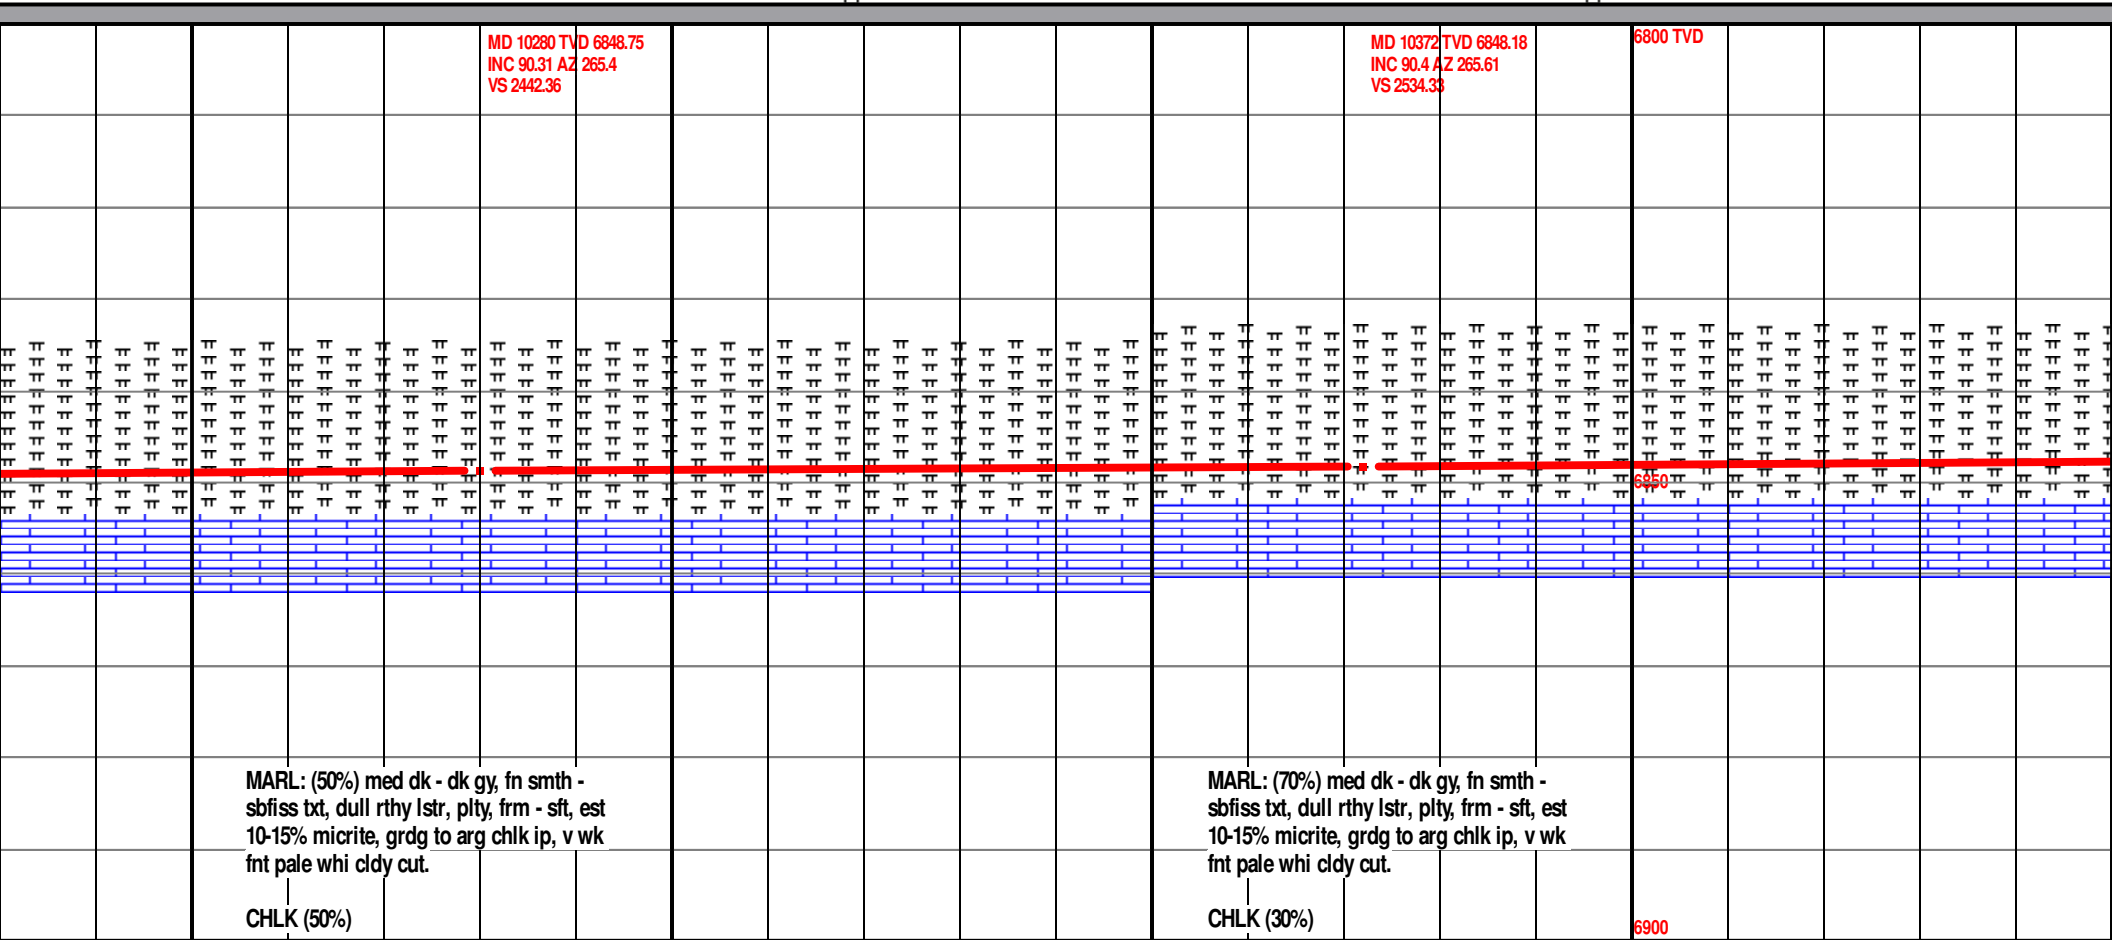 MD 10280 TVD 6848.75
INC 90.31 AZ 265.4
VS 2442.36
MD 10372 TVD 6848.18
INC 90.4 AZ 265.61
VS 2534.33
6800 TVD
6850
MARL: (50%) med dk - dk gy, fn smth -
sbfiss txt, dull rthy lstr, plty, frm - sft, est
10-15% micrite, grdg to arg chlk ip, v wk
fnt pale whi cldy cut.
CHLK (50%)
MARL: (70%) med dk - dk gy, fn smth -
sbfiss txt, dull rthy lstr, plty, frm - sft, est
10-15% micrite, grdg to arg chlk ip, v wk
fnt pale whi cldy cut.
CHLK (30%)
6900